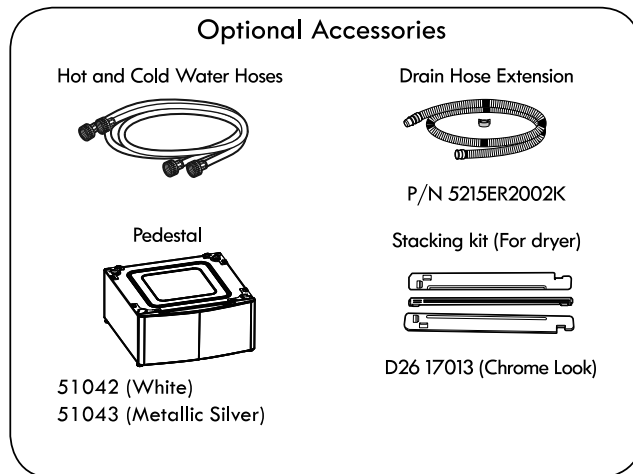 Optional Accessories
Hot and Cold Water Hoses
Drain Hose Extension
P/N 5215ER2002K
Pedestal
51042 (White)
51043 (Metallic Silver)
Stacking kit (For dryer)
D26 17013 (Chrome Look)